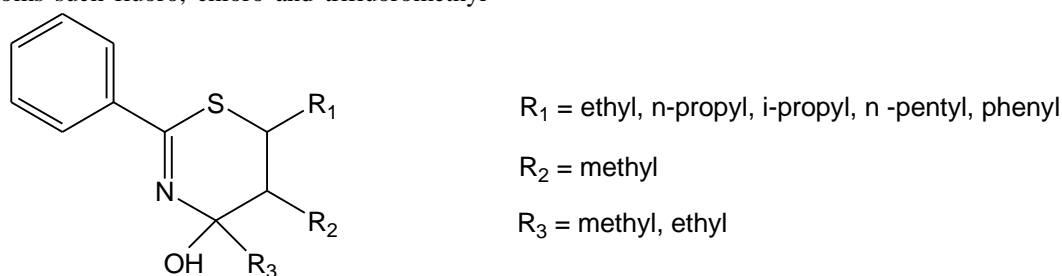 such fluoro, chloro and trifluoromethyl
S
R1
R1 = ethyl, n-propyl, i-propyl, n -pentyl, phenyl
R2 = methyl
N
R2
R3 = methyl, ethyl
OH
R3